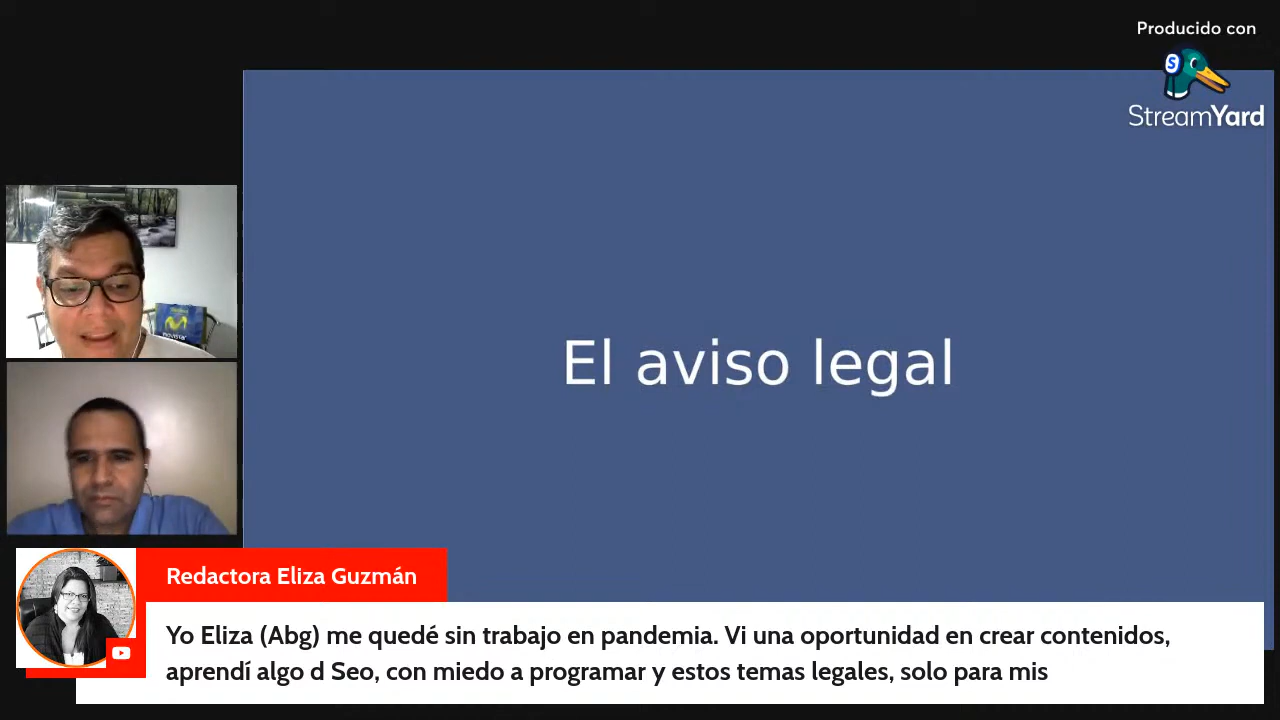 Producido con
S
StreamYard
El aviso legal
movistar
Redactora Eliza Guzmán
Yo Eliza (Abg) me quedé sin trabajo en pandemia. Vi una oportunidad en crear contenidos,
aprendí algo d Seo, con miedo a programar y estos temas legales, solo para mis